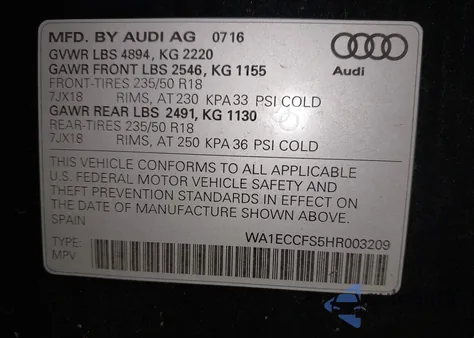 MFD. BY AUDI AG 07 16
GVWR LBS 4894, KG 2220
GAWR FRONT LBS 2546, KG 1155
FRONT-TIRES 235/50 R18
7JX18 RIMS, AT 230 KPA 33 PSI COLD
GAWR REAR LBS 2491, KG 1130
REAR-TIRES 235/50 R18
7JX18 RIMS, AT 250 KPA 36 PSI COLD
Audi
THIS VEHICLE CONFORMS TO ALL APPLICABLE
U.S. FEDERAL MOTOR VEHICLE SAFETY AND
THEFT PREVENTION STANDARDS IN EFFECT ON
THE DATE OF MANUFACTURE SHOWN ABOVE.
SPAIN
TYPE: WA1ECCFS5HR003209
MPV